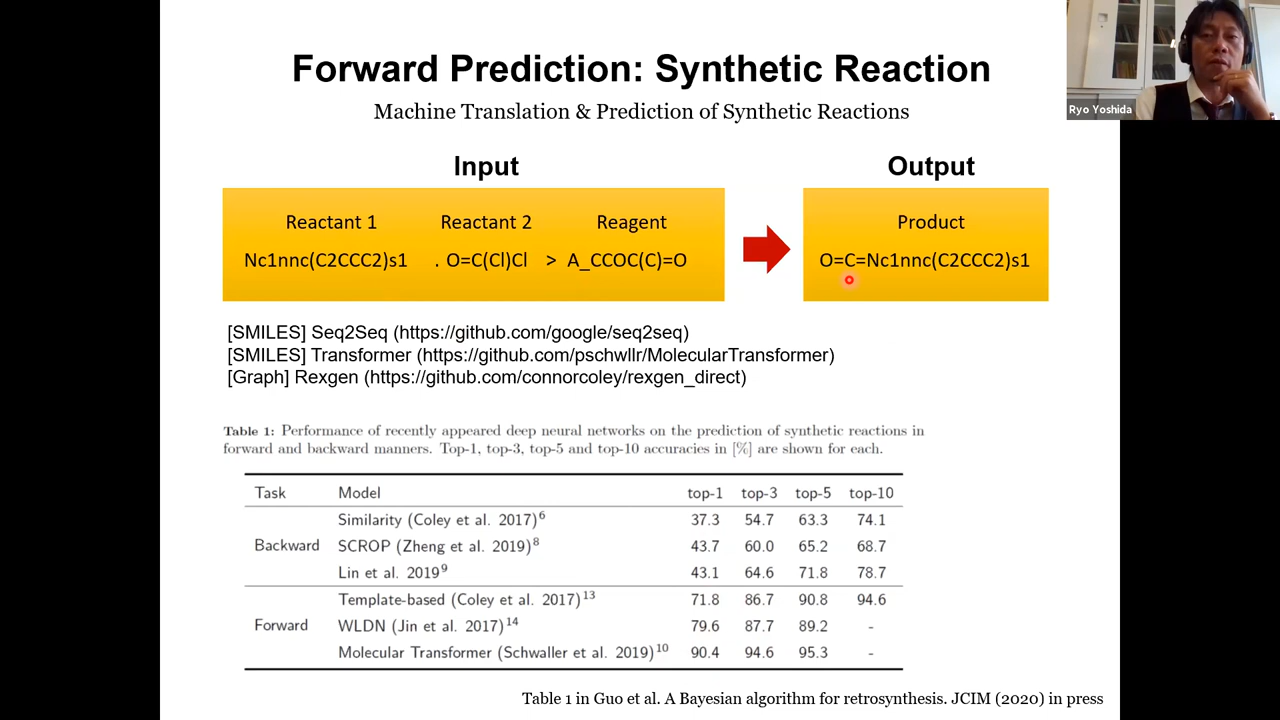 Forward Prediction: Synthetic Reaction
Machine Translation & Prediction of Synthetic Reactions
Ryo Yoshida
Input
Output
Reactant 1 Reactant 2 Reagent
Nc1nnc(C2CCC2)s1 . O=C(Cl)Cl > A_CCOC(C)=O
Product
O=C=Nc1nnc(C2CCC2)s1
[SMILES] Seq2Seq (https://github.com/google/seq2seq)
[SMILES] Transformer (https://github.com/pschwllr/MolecularTransformer)
[Graph] Rexgen (https://github.com/connorcoley/rexgen_direct)
Table 1: Performance of recently appeared deep neural networks on the prediction of synthetic reactions in
forward and backward manners. Top-1, top-3, top-5 and top-10 accuracies in [%] are shown for each.
Task Model top-1 top-3 top-5 top-10
Similarity (Coley et al. 2017)⁶ 37.3 54.7 63.3 74.1
Backward SCROP (Zheng et al. 2019)⁸ 43.7 60.0 65.2 68.7
Lin et al. 2019⁹ 43.1 64.6 71.8 78.7
Template-based (Coley et al. 2017)¹³ 71.8 86.7 90.8 94.6
Forward WLDN (Jin et al. 2017)¹⁴ 79.6 87.7 89.2 -
Molecular Transformer (Schwaller et al. 2019)¹⁰ 90.4 94.6 95.3 -
Table 1 in Guo et al. A Bayesian algorithm for retrosynthesis. JCIM (2020) in press